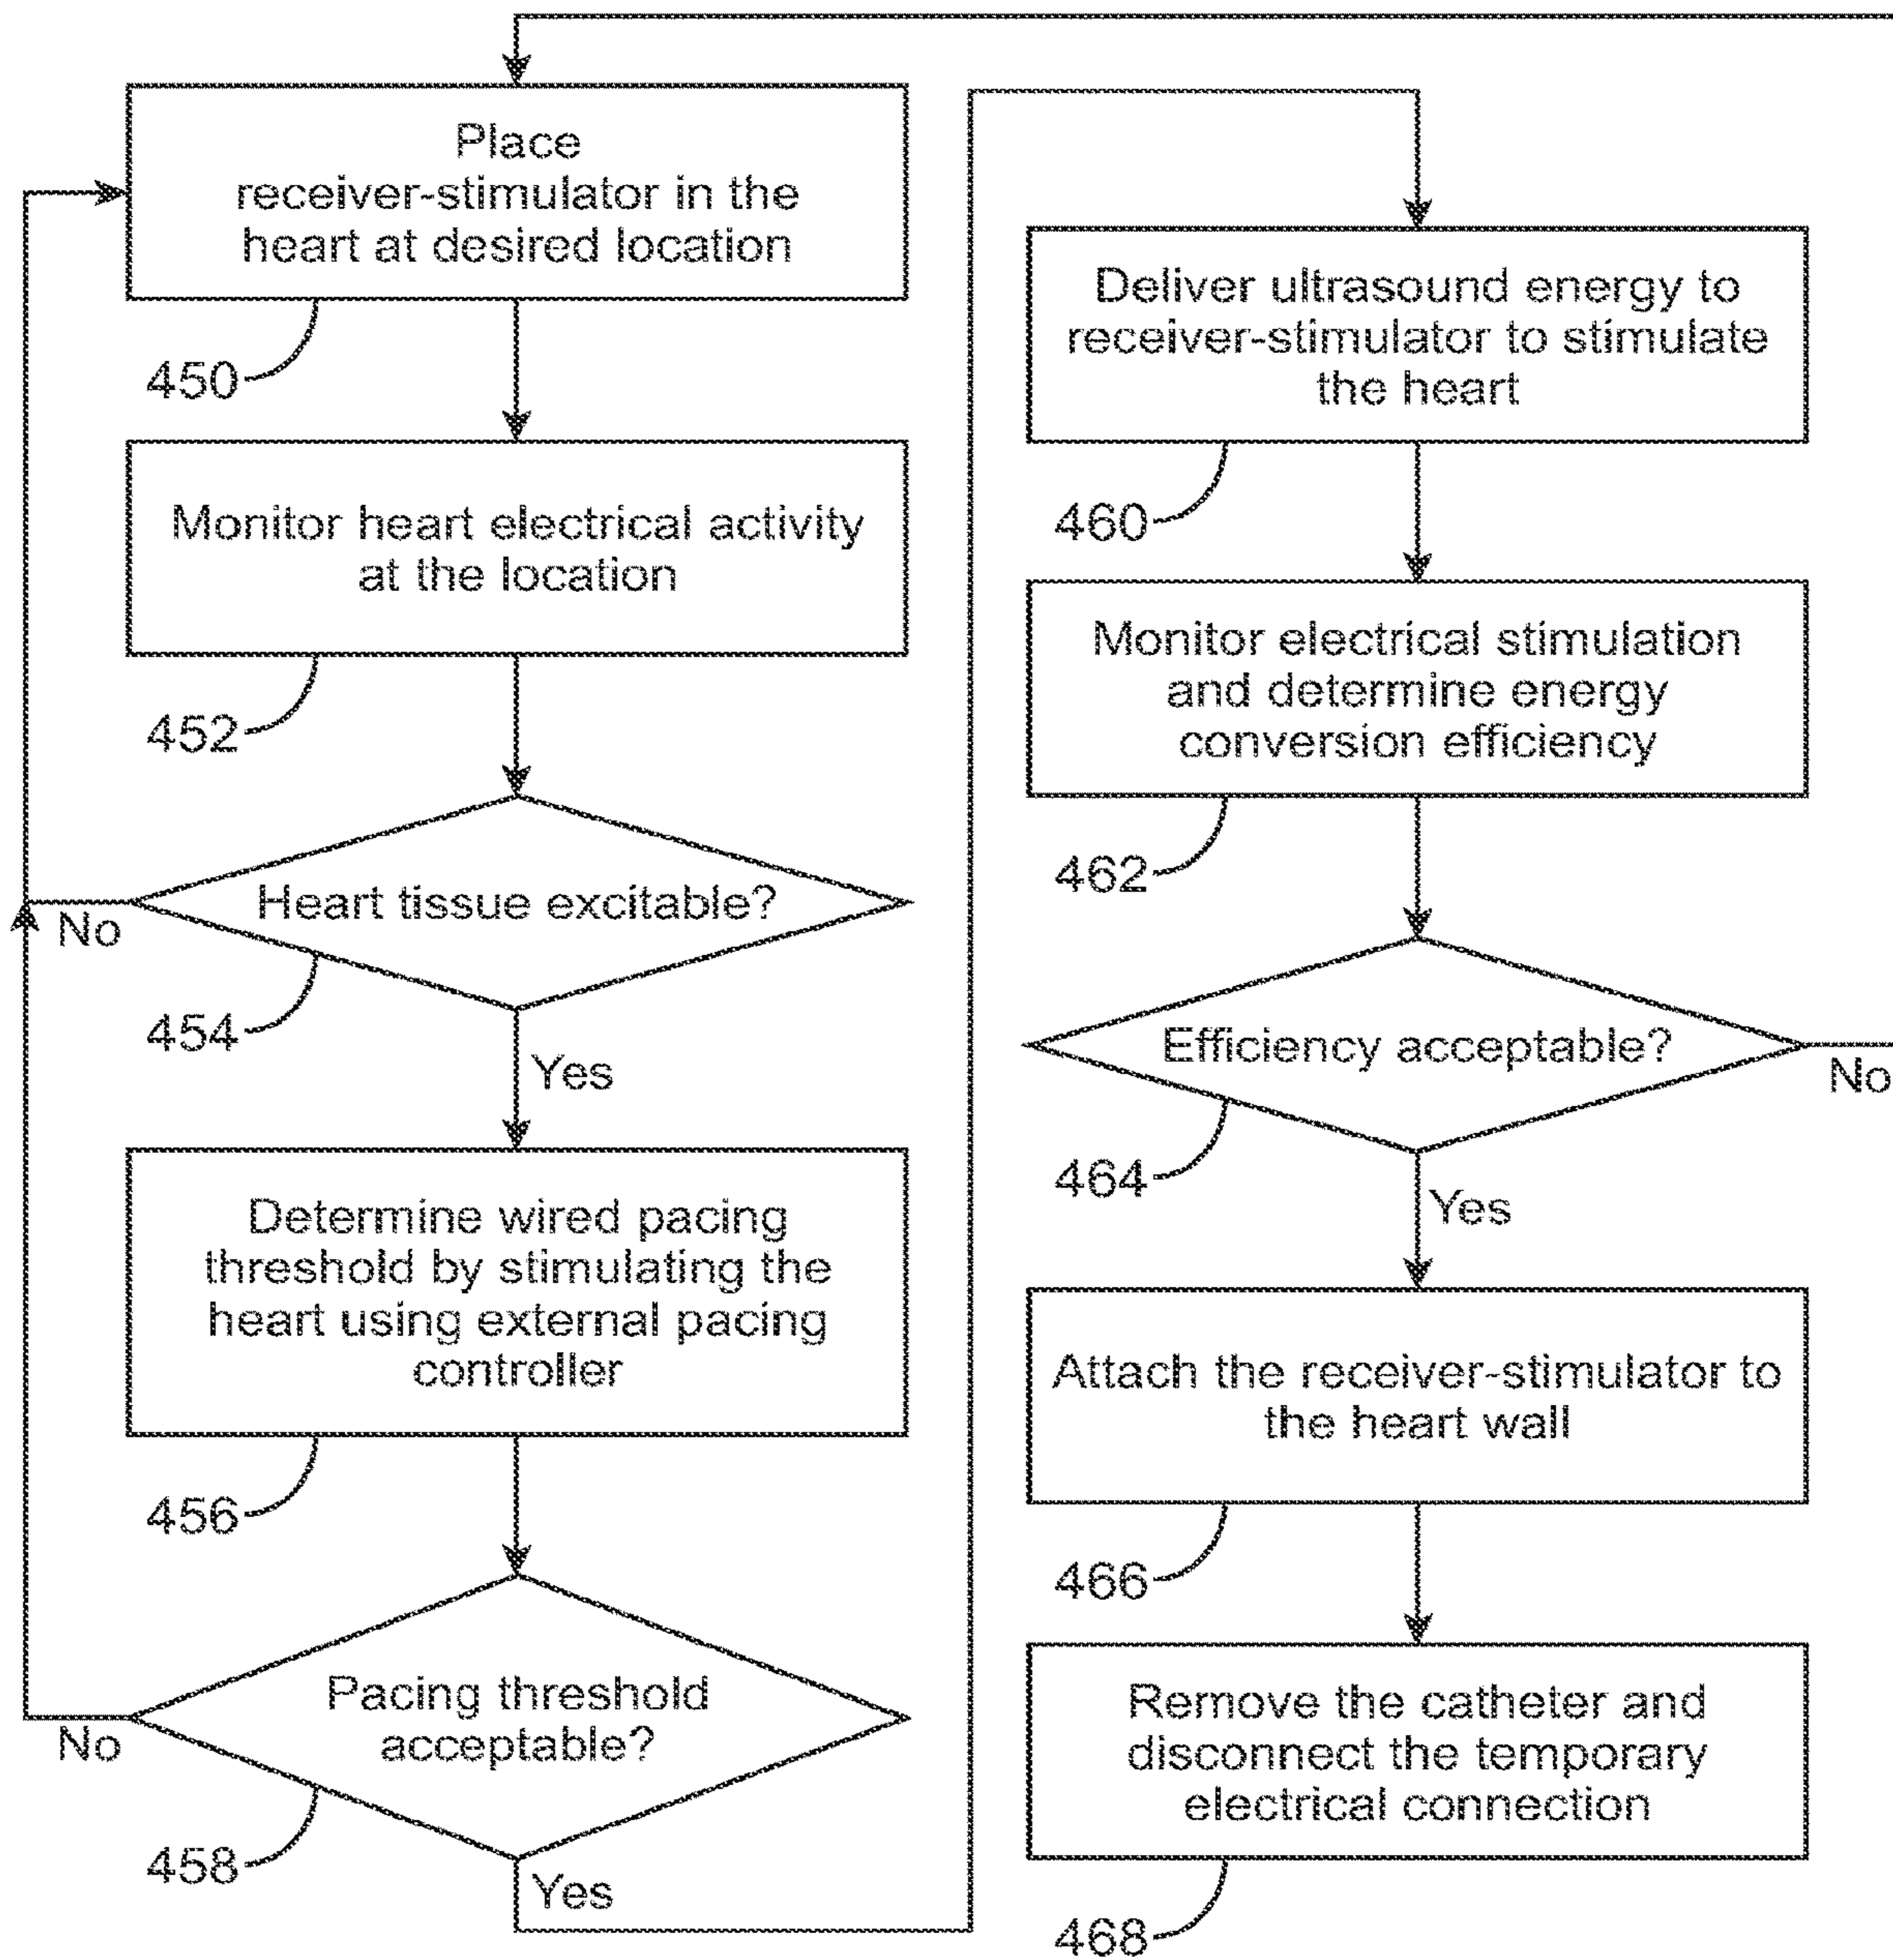 Place
receiver-stimulator in the
heart at desired location
450
Monitor heart electrical activity
at the location
452
Heart tissue excitable?
No
454
Yes
Determine wired pacing
threshold by stimulating the
heart using external pacing
controller
456
Pacing threshold
acceptable?
No
458
Yes
Deliver ultrasound energy to
receiver-stimulator to stimulate
the heart
460
Monitor electrical stimulation
and determine energy
conversion efficiency
462
Efficiency acceptable?
No
464
Yes
Attach the receiver-stimulator to
the heart wall
466
Remove the catheter and
disconnect the temporary
electrical connection
468